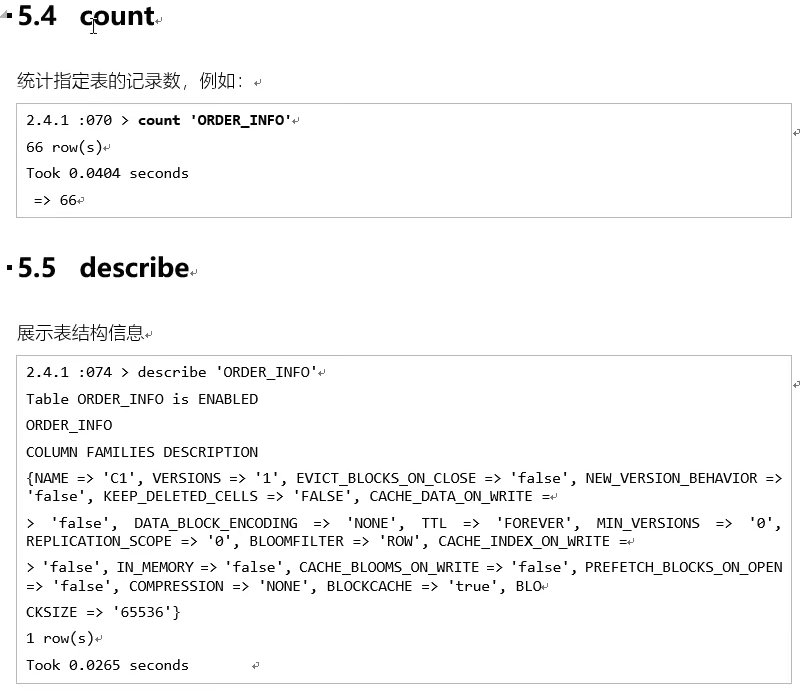 5.4 count
统计指定表的记录数，例如：
2.4.1 :070 > count 'ORDER_INFO'
66 row(s)
Took 0.0404 seconds
=> 66
5.5 describe
展示表结构信息
2.4.1 :074 > describe 'ORDER_INFO'
Table ORDER_INFO is ENABLED
ORDER_INFO
COLUMN FAMILIES DESCRIPTION
{NAME => 'C1', VERSIONS => '1', EVICT_BLOCKS_ON_CLOSE => 'false', NEW_VERSION_BEHAVIOR =>
'false', KEEP_DELETED_CELLS => 'FALSE', CACHE_DATA_ON_WRITE =
> 'false', DATA_BLOCK_ENCODING => 'NONE', TTL => 'FOREVER', MIN_VERSIONS => '0',
REPLICATION_SCOPE => '0', BLOOMFILTER => 'ROW', CACHE_INDEX_ON_WRITE =
> 'false', IN_MEMORY => 'false', CACHE_BLOOMS_ON_WRITE => 'false', PREFETCH_BLOCKS_ON_OPEN
=> 'false', COMPRESSION => 'NONE', BLOCKCACHE => 'true', BLO
CKSIZE => '65536'}
1 row(s)
Took 0.0265 seconds